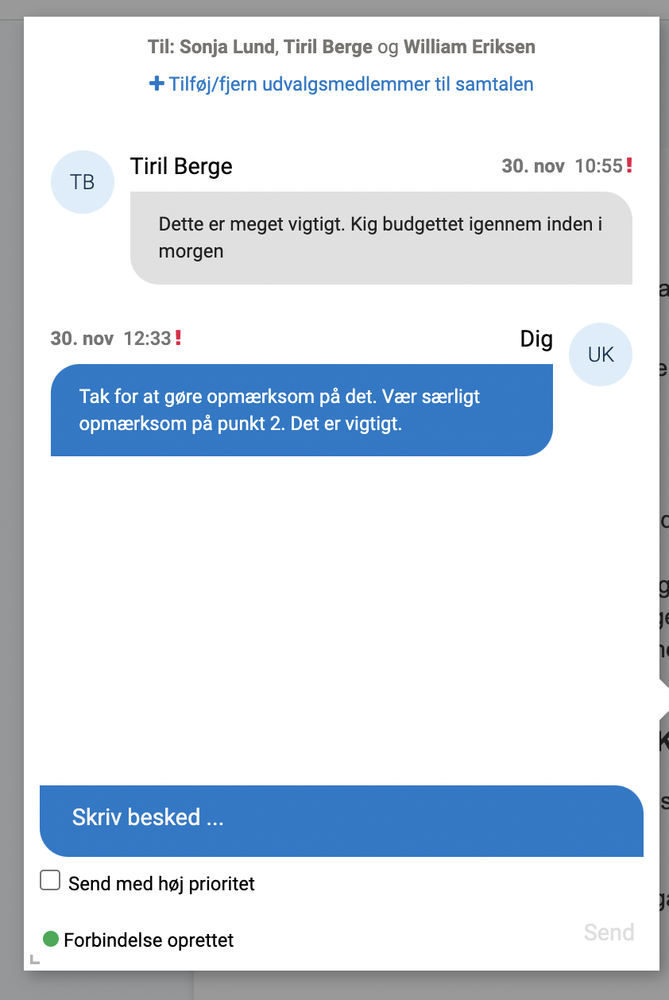 Til: Sonja Lund, Tiril Berge og William Eriksen
+ Tilføj/fjern udvalgsmedlemmer til samtalen
TB
Tiril Berge
30. nov 10:55!
Dette er meget vigtigt. Kig budgettet igennem inden i
morgen
30. nov 12:33!
Dig
UK
Tak for at gøre opmærksom på det. Vær særligt
opmærksom på punkt 2. Det er vigtigt.
Skriv besked ...
Send med høj prioritet
Send
Forbindelse oprettet